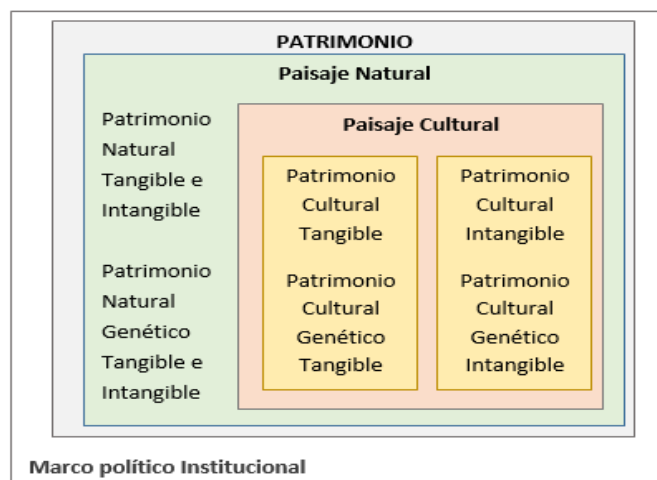 PATRIMONIO
Paisaje Natural
Patrimonio
Natural
Tangible e
Intangible
Patrimonio
Natural
Genético
Tangible e
Intangible
Paisaje Cultural
Patrimonio
Cultural
Tangible
Patrimonio
Cultural
Genético
Tangible
Patrimonio
Cultural
Intangible
Patrimonio
Cultural
Genético
Intangible
Marco político Institucional